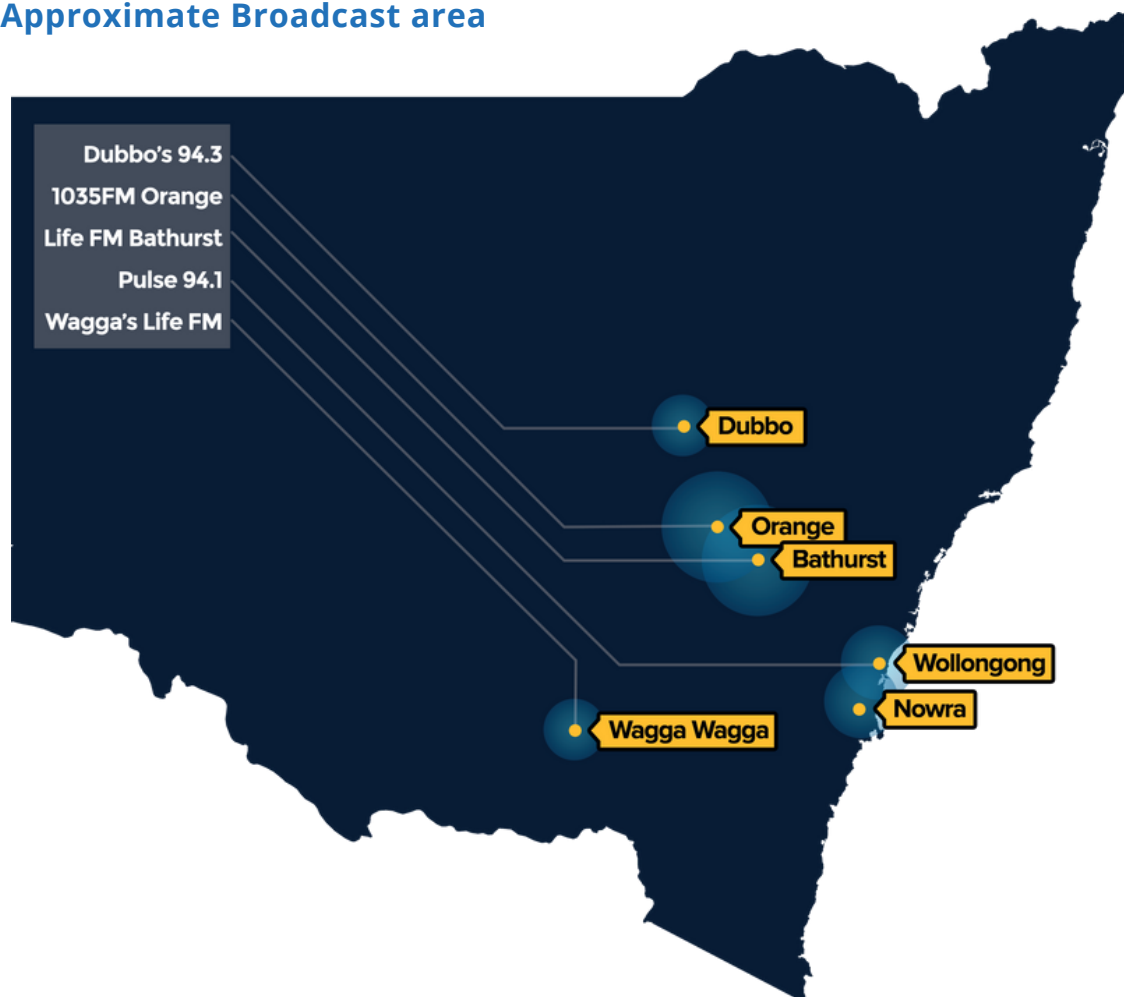 Approximate Broadcast area
Dubbo’s 94.3
1035FM Orange
Life FM Bathurst
Pulse 94.1
Wagga’s Life FM
Dubbo
Orange
Bathurst
Wollongong
Nowra
Wagga Wagga